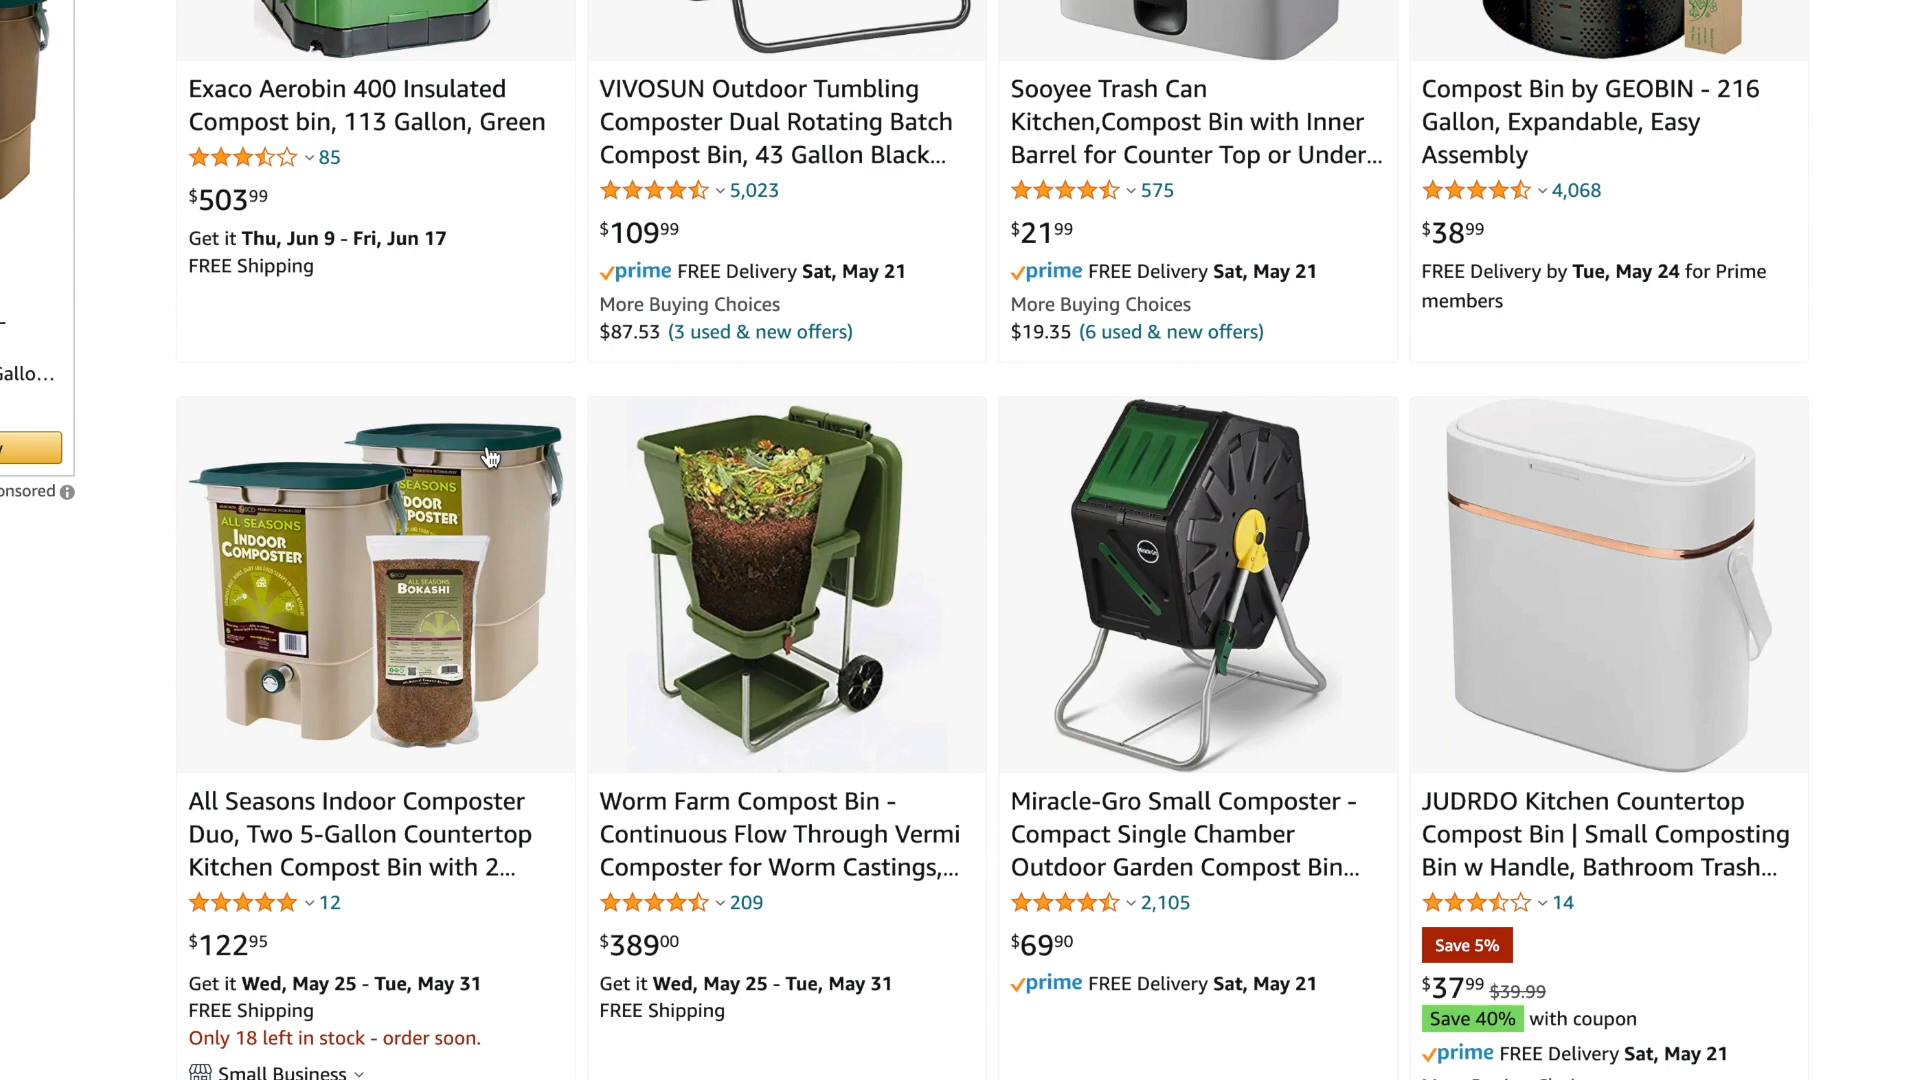 Exaco Aerobin 400 Insulated
Compost bin, 113 Gallon, Green
85
$503 99
Get it Thu, Jun 9 - Fri, Jun 17
FREE Shipping
VIVOSUN Outdoor Tumbling
Composter Dual Rotating Batch
Compost Bin, 43 Gallon Black...
5,023
$109 99
prime FREE Delivery Sat, May 21
More Buying Choices
$87.53 (3 used & new offers)
Sooyee Trash Can
Kitchen,Compost Bin with Inner
Barrel for Counter Top or Under...
575
$21 99
prime FREE Delivery Sat, May 21
More Buying Choices
$19.35 (6 used & new offers)
Compost Bin by GEOBIN - 216
Gallon, Expandable, Easy
Assembly
4,068
$38 99
FREE Delivery by Tue, May 24 for Prime
members
Gallo...
onsored
ALL SEASONS
INDOOR
COMPOSTER
SEASONS
DOOR
POSTER
ALL SEASONS
BOKASHI
All Seasons Indoor Composter
Duo, Two 5-Gallon Countertop
Kitchen Compost Bin with 2...
12
$122 95
Get it Wed, May 25 - Tue, May 31
FREE Shipping
Only 18 left in stock - order soon.
Small Business
Worm Farm Compost Bin -
Continuous Flow Through Vermi
Composter for Worm Castings,...
209
$389 00
Get it Wed, May 25 - Tue, May 31
FREE Shipping
Miracle-Gro Small Composter -
Compact Single Chamber
Outdoor Garden Compost Bin...
2,105
$69 90
prime FREE Delivery Sat, May 21
JUDRDO Kitchen Countertop
Compost Bin | Small Composting
Bin w Handle, Bathroom Trash...
14
Save 5%
$37 99 $39.99
Save 40% with coupon
prime FREE Delivery Sat, May 21